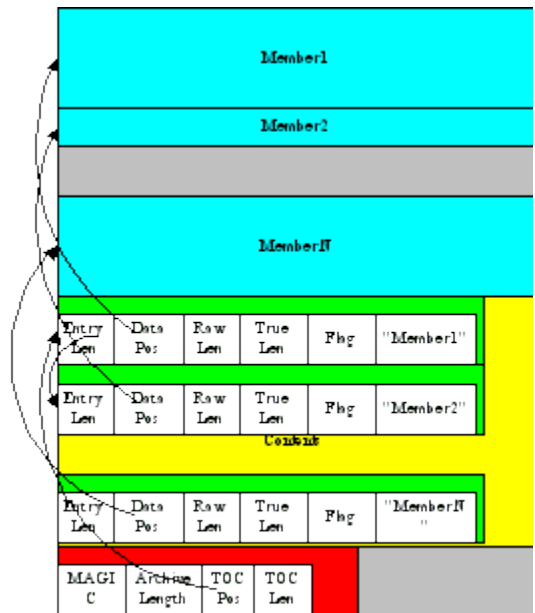 Member1
Member2
MemberN
Entry Len Data Pos Raw Len True Len Flag "Member1"
Entry Len Data Pos Raw Len True Len Flag "Member2"
Content
Entry Len Data Pos Raw Len True Len Flag "MemberN"
MAGIC Archive Length TOC Pos TOC Len